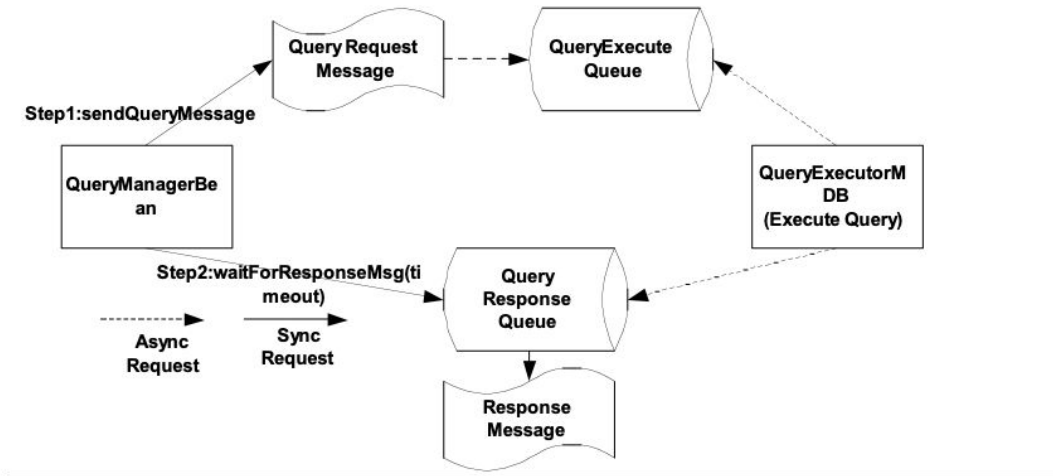 Query Request
Message
QueryExecute
Queue
Step1:sendQueryMessage
QueryManagerBe
an
QueryExecutorM
DB
(Execute Query)
Step2:waitForResponseMsg(ti
meout)
Query
Response
Queue
Async
Request
Sync
Request
Response
Message